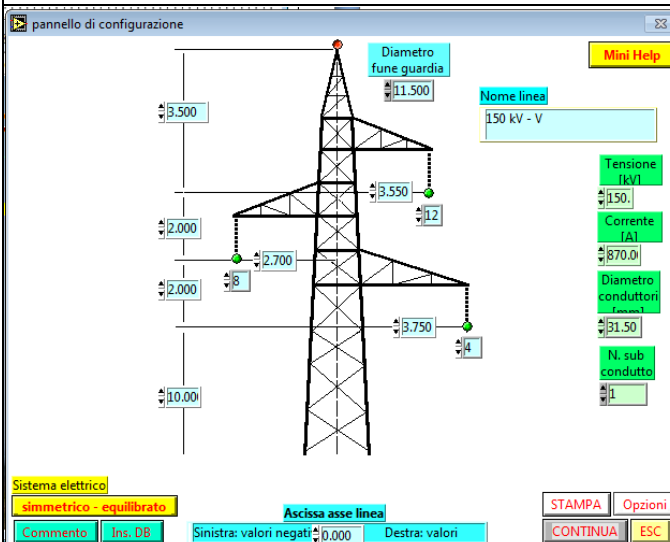 pannello di configurazione
Diametro
fune guardia
11.500
Mini Help
Nome linea
150 kV - V
3.500
Tensione
[kV]
150.
3.550
12
Corrente
[A]
870.0
2.000
2.700
8
Diametro
conduttori
[mm]
31.50
2.000
3.750
4
N. sub
condutto
1
10.00
Sistema elettrico
simmetrico - equilibrato
Commento
Ins. DB
Ascissa asse linea
Sinistra: valori negati
0.000
Destra: valori
STAMPA
Opzioni
CONTINUA
ESC